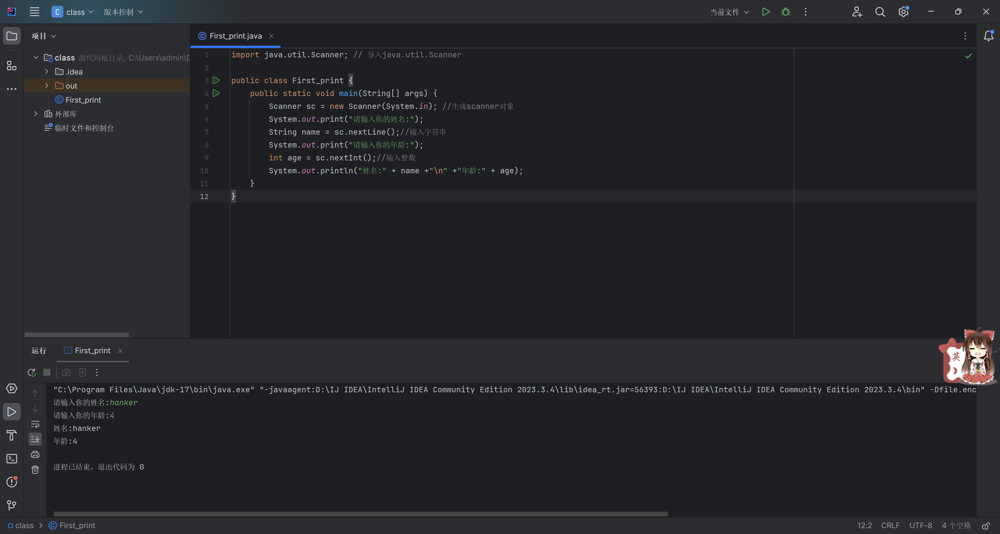 class
版本控制
当前文件
项目
First_print.java
class 源代码根目录, C:\Users\admin\D
.idea
out
First_print
外部库
临时文件和控制台
1 import java.util.Scanner; // 导入java.util.Scanner
2
3 public class First_print {
4 public static void main(String[] args) {
5 Scanner sc = new Scanner(System.in); //生成scanner对象
6 System.out.print("请输入你的姓名:");
7 String name = sc.nextLine();//输入字符串
8 System.out.print("请输入你的年龄:");
9 int age = sc.nextInt();//输入整数
10 System.out.println("姓名:" + name +"\n" +"年龄:" + age);
11 }
12 }
运行
First_print
英
"C:\Program Files\Java\jdk-17\bin\java.exe" "-javaagent:D:\IJ IDEA\IntelliJ IDEA Community Edition 2023.3.4\lib\idea_rt.jar=56393:D:\IJ IDEA\IntelliJ IDEA Community Edition 2023.3.4\bin" -Dfile.enc
请输入你的姓名:hanker
请输入你的年龄:4
姓名:hanker
年龄:4
进程已结束，退出代码为 0
class > First_print
12:2 CRLF UTF-8 4 个空格